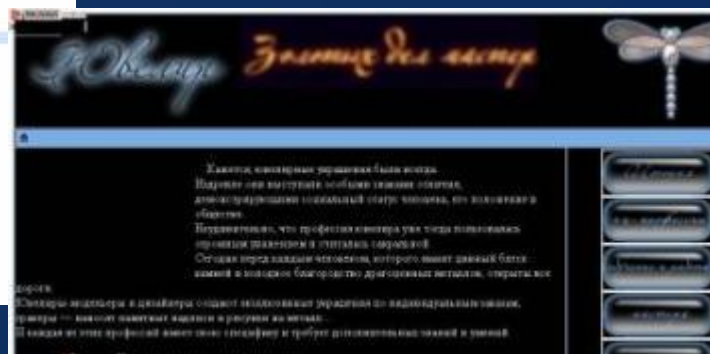 Ювелир
Золотых дел мастер
Кажется, ювелирные украшения были всегда.
Издревле они выступали особыми знаками отличия,
демонстрирующими социальный статус человека, его положение в
обществе.
Неудивительно, что профессия ювелира уже тогда пользовалась
огромным уважением и считалась сакральной.
Сегодня перед каждым человеком, которого манит дивный блеск
камней и холодное благородство драгоценных металлов, открыты все
дороги.
Ювелиры-модельеры и дизайнеры создают эксклюзивные украшения по индивидуальным заказам,
граверы — наносят памятные надписи и рисунки на металл.
И каждая из этих профессий имеет свою специфику и требует дополнительных знаний и умений.